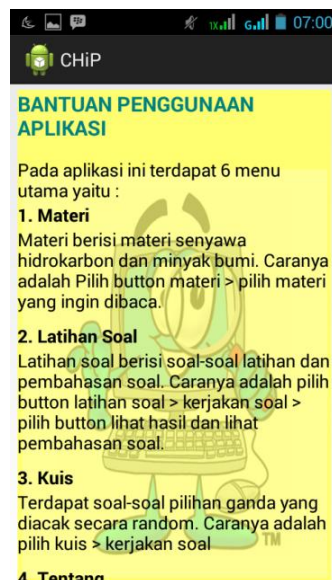 1X G 07:00
CHiP
BANTUAN PENGGUNAAN
APLIKASI
Pada aplikasi ini terdapat 6 menu
utama yaitu :
1. Materi
Materi berisi materi senyawa
hidrokarbon dan minyak bumi. Caranya
adalah Pilih button materi > pilih materi
yang ingin dibaca.
2. Latihan Soal
Latihan soal berisi soal-soal latihan dan
pembahasan soal. Caranya adalah pilih
button latihan soal > kerjakan soal >
pilih button lihat hasil dan lihat
pembahasan soal.
3. Kuis
Terdapat soal-soal pilihan ganda yang
diacak secara random. Caranya adalah
pilih kuis > kerjakan soal
TM
4. Tentang